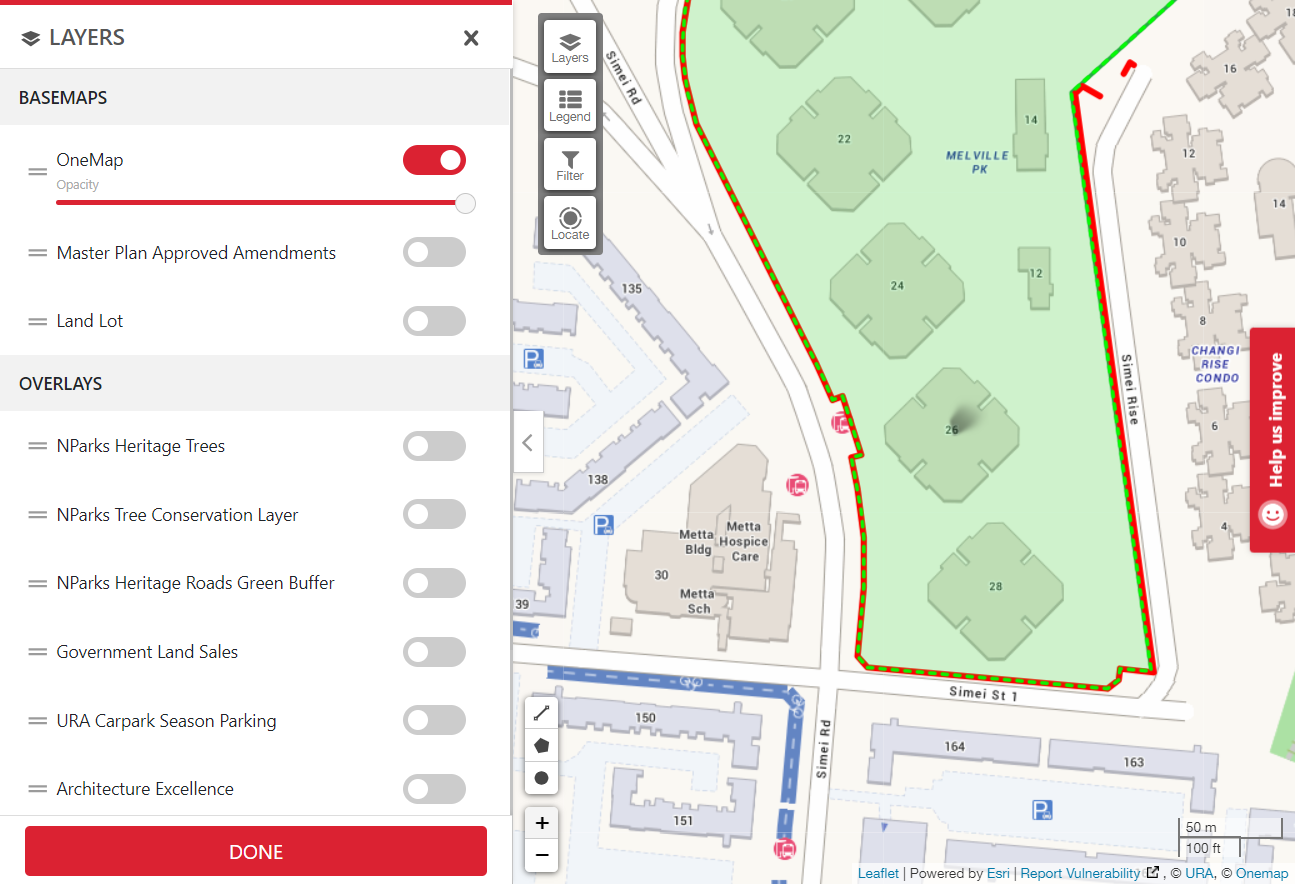 LAYERS
BASEMAPS
OneMap
Opacity
Master Plan Approved Amendments
Land Lot
OVERLAYS
NParks Heritage Trees
NParks Tree Conservation Layer
NParks Heritage Roads Green Buffer
Government Land Sales
URA Carpark Season Parking
Architecture Excellence
DONE
Layers
Legend
Filter
Locate
Simei Rd
22
14
MELVILLE
PK
16
18
12
14
10
24
12
135
8
CHANGI
RISE
CONDO
Simei Rise
Help us improve
P
26
6
138
4
P
Metta
Bldg
Metta
Hospice
Care
30
Metta
Sch
28
39
Simei St 1
150
Simei Rd
164
163
151
P
+
−
50 m
100 ft
Leaflet | Powered by Esri | Report Vulnerability , © URA, © Onemap